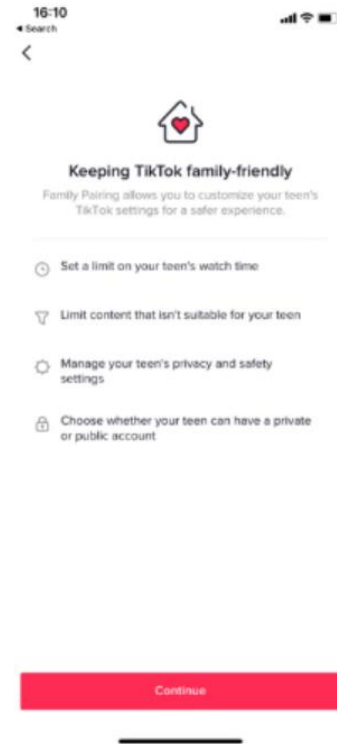 16:10
Search
Keeping TikTok family-friendly
Family Pairing allows you to customize your teen's
TikTok settings for a safer experience.
Set a limit on your teen's watch time
Limit content that isn't suitable for your teen
Manage your teen's privacy and safety
settings
Choose whether your teen can have a private
or public account
Continue